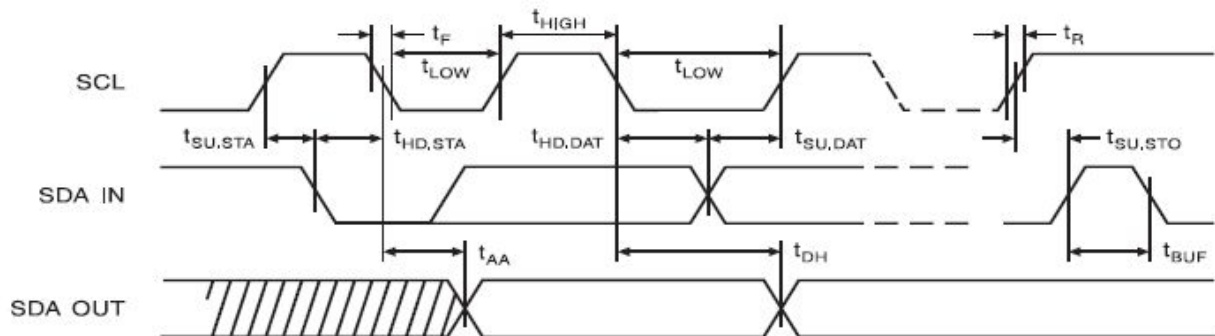 tF
tHIGH
tR
tLOW
tLOW
SCL
tSU.STA
tHD.STA
tHD.DAT
tSU.DAT
tSU.STO
SDA IN
tAA
tDH
tBUF
SDA OUT